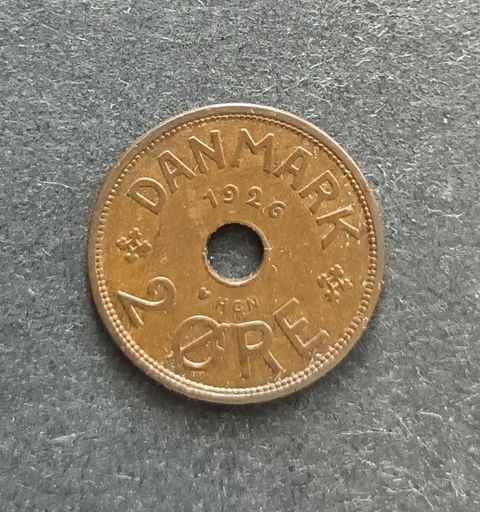 DANMARK
1926
♥ HCN
2 ØRE